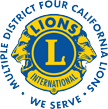 MULTIPLE DISTRICT FOUR CALIFORNIA LIONS
LIONS
L
INTERNATIONAL
• WE SERVE •